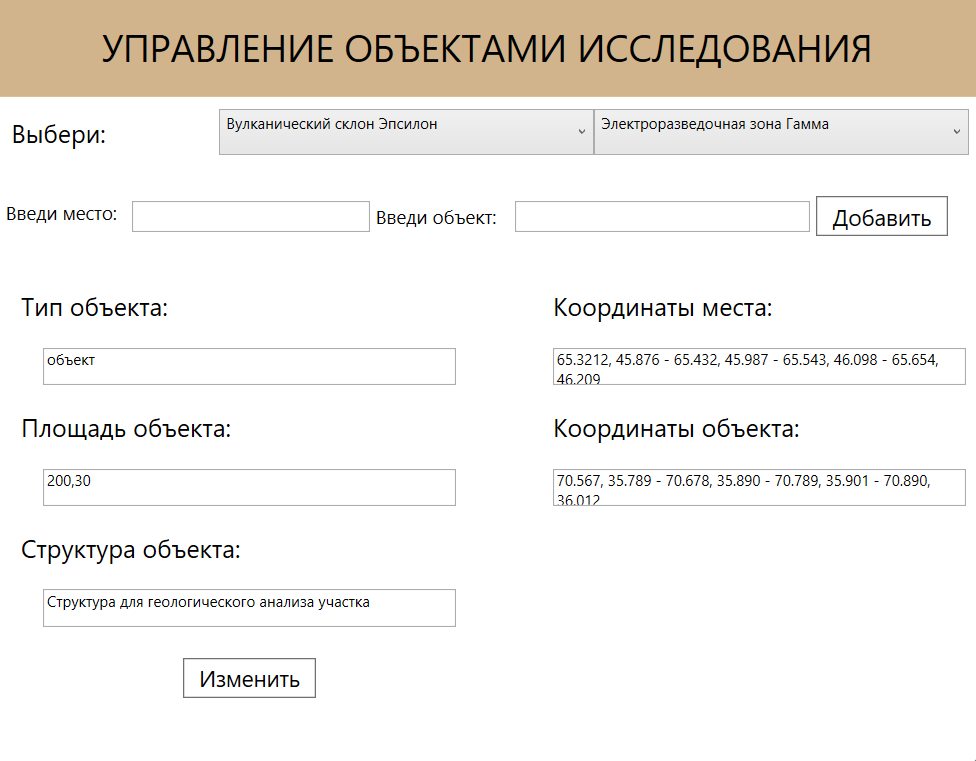 УПРАВЛЕНИЕ ОБЪЕКТАМИ ИССЛЕДОВАНИЯ
Выбери:
Вулканический склон Эпсилон
Электроразведочная зона Гамма
Введи место:
Введи объект:
Добавить
Тип объекта:
объект
Координаты места:
65.3212, 45.876 - 65.432, 45.987 - 65.543, 46.098 - 65.654,
46.209
Площадь объекта:
200,30
Координаты объекта:
70.567, 35.789 - 70.678, 35.890 - 70.789, 35.901 - 70.890,
36.012
Структура объекта:
Структура для геологического анализа участка
Изменить